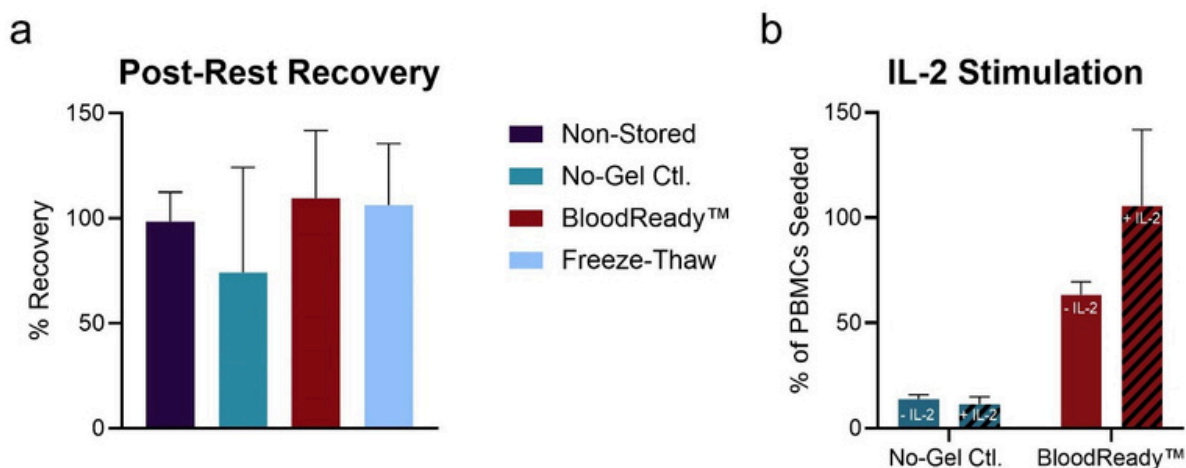 a
Post-Rest Recovery
150
100
50
0
% Recovery
Non-Stored
No-Gel Ctl.
BloodReady™
Freeze-Thaw
b
IL-2 Stimulation
150
100
50
0
% of PBMCs Seeded
- IL-2
+ IL-2
- IL-2
+ IL-2
No-Gel Ctl.
BloodReady™